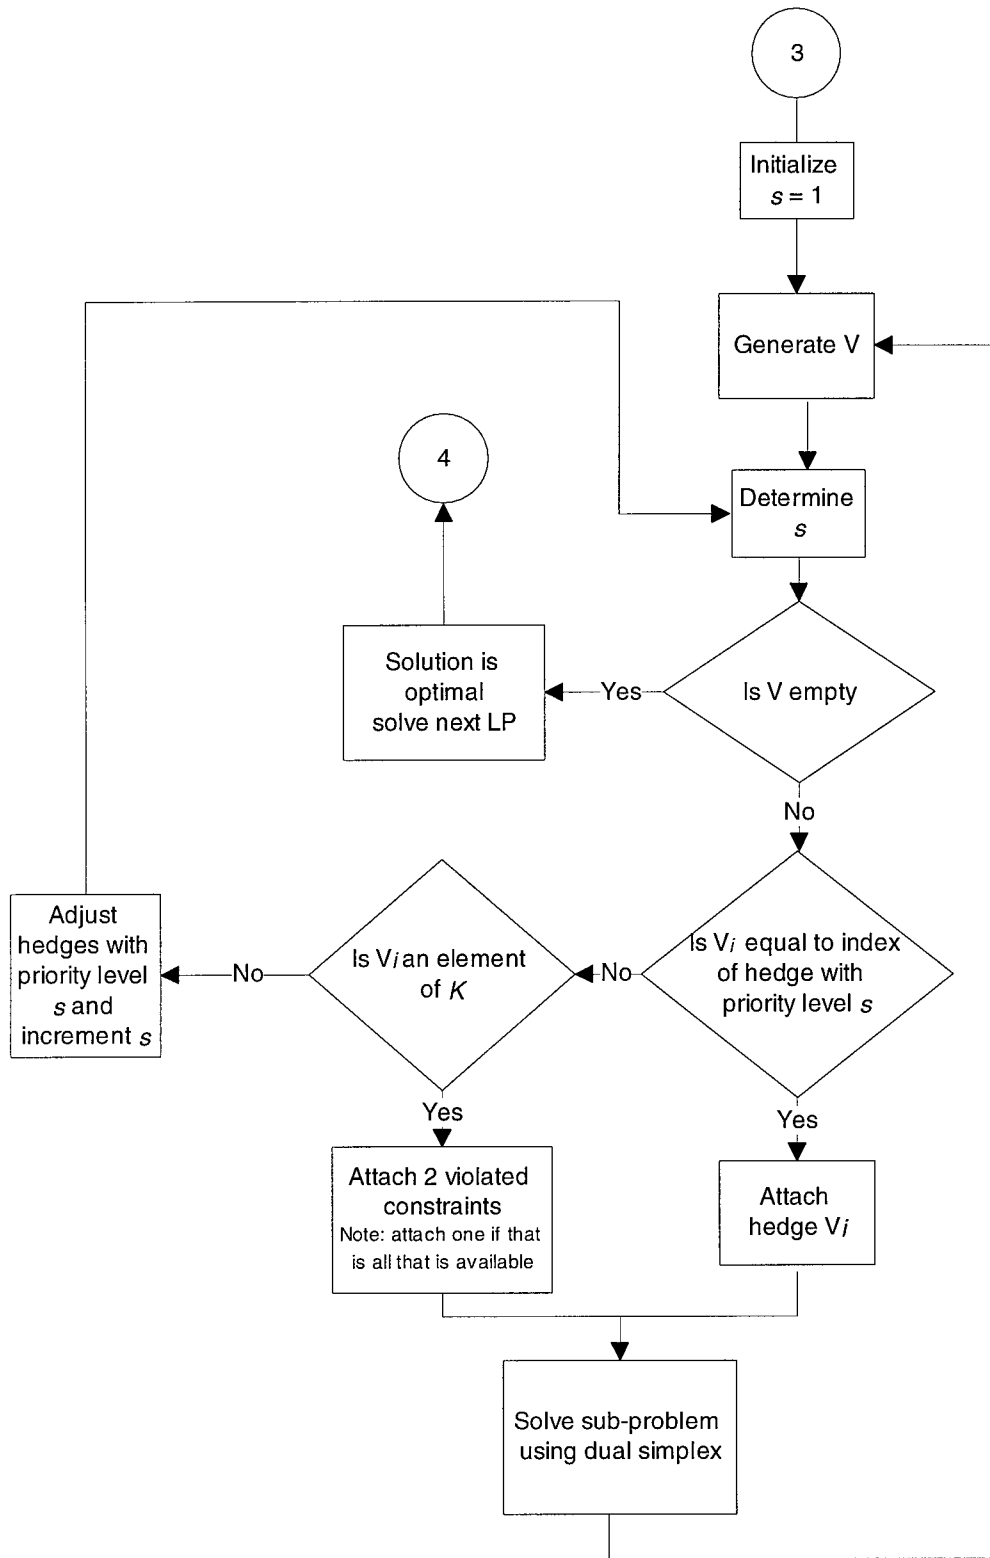 3
Initialize
s = 1
Generate V
Determine
s
4
Solution is
optimal
solve next LP
Yes
Is V empty
No
Adjust
hedges with
priority level
s and
increment s
No
Is Vi an element
of K
No
Is Vi equal to index
of hedge with
priority level s
Yes
Yes
Attach 2 violated
constraints
Note: attach one if that
is all that is available
Attach
hedge Vi
Solve sub-problem
using dual simplex